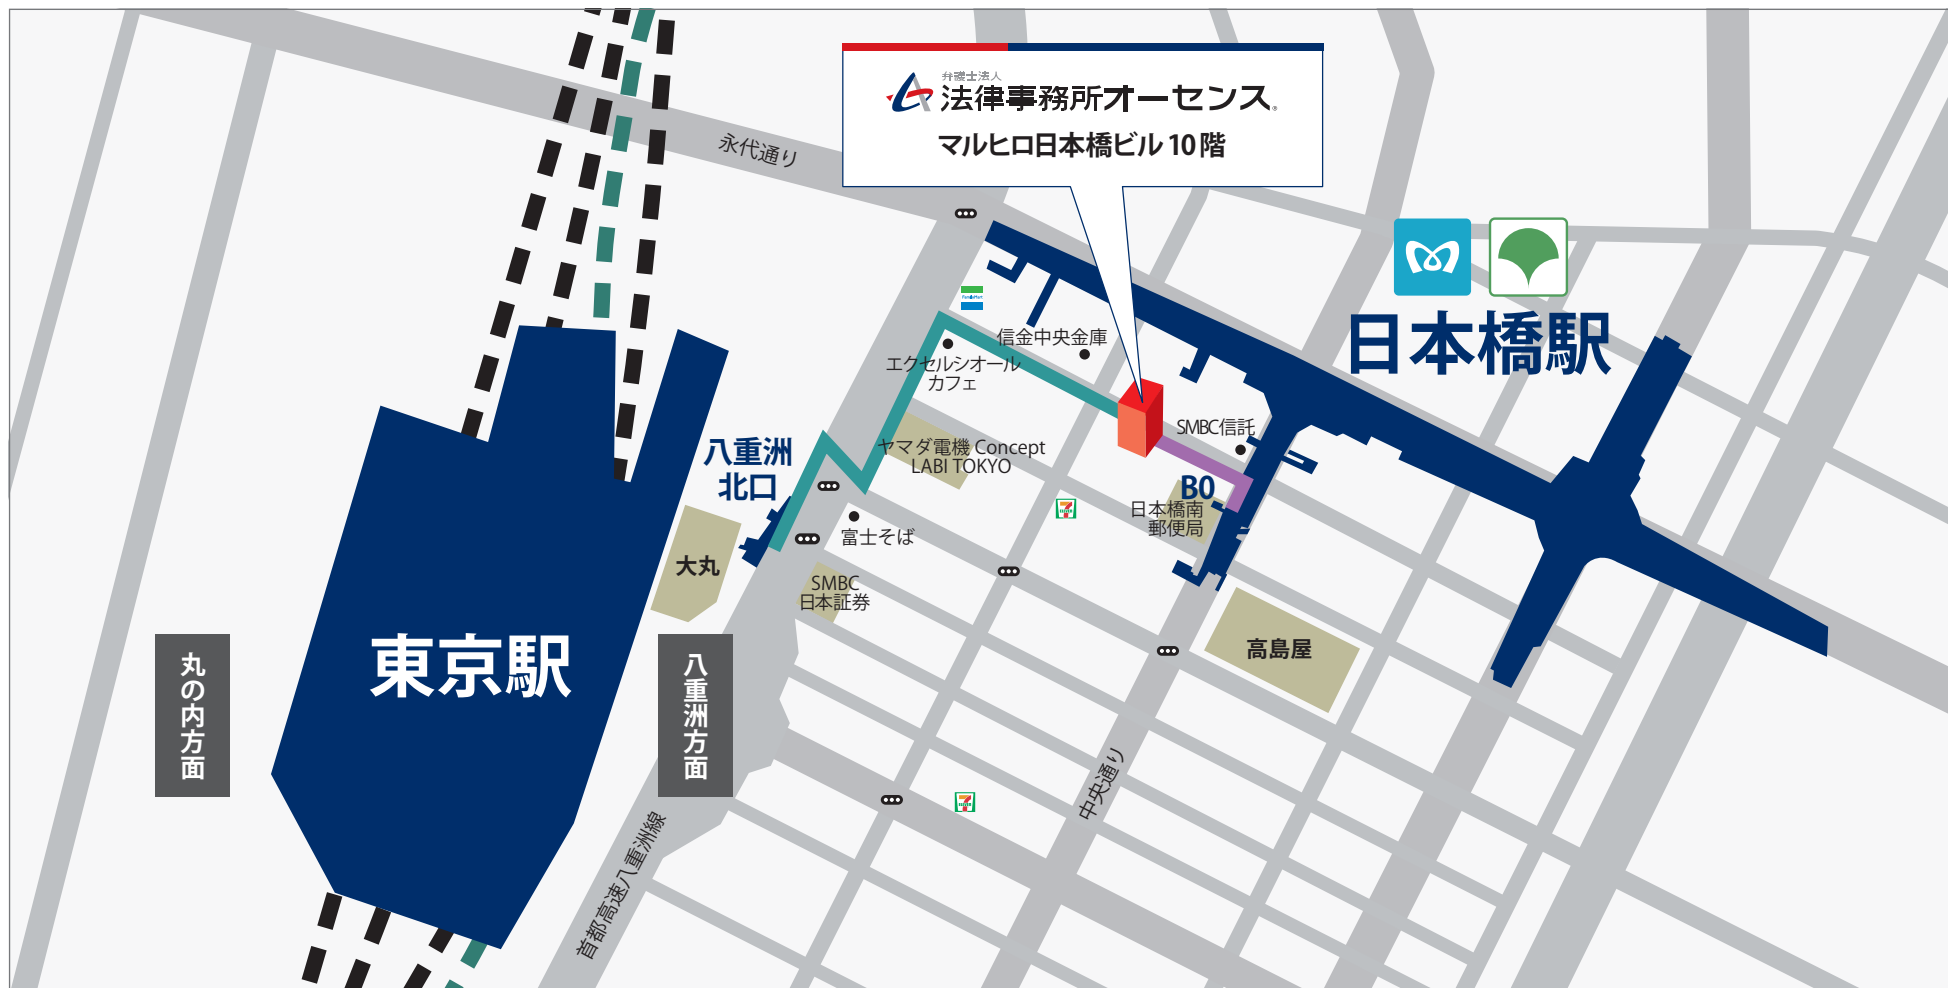 弁護士法人
法律事務所オーセンス
マルヒロ日本橋ビル 10階
永代通り
日本橋駅
FamilyMart
信金中央金庫
エクセルシオール
カフェ
SMBC信託
八重洲
北口
ヤマダ電機 Concept
LABI TOKYO
B0
日本橋南
郵便局
7
富士そば
大丸
SMBC
日本証券
東京駅
丸の内方面
八重洲方面
高島屋
中央通り
7
首都高速八重洲線